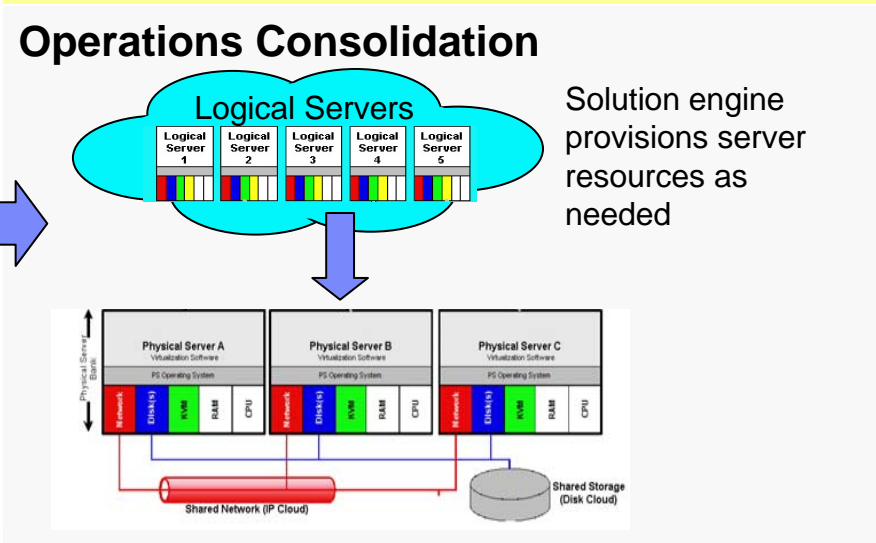 Operations Consolidation
Logical Servers
Logical
Server
1
Logical
Server
2
Logical
Server
3
Logical
Server
4
Logical
Server
5
Solution engine
provisions server
resources as
needed
Physical Server
Bank
Physical Server A
Virtualization Software
PS Operating System
Network
Disk(s)
KVM
RAM
CPU
Physical Server B
Virtualization Software
PS Operating System
Network
Disk(s)
KVM
RAM
CPU
Physical Server C
Virtualization Software
PS Operating System
Network
Disk(s)
KVM
RAM
CPU
Shared Network (IP Cloud)
Shared Storage
(Disk Cloud)